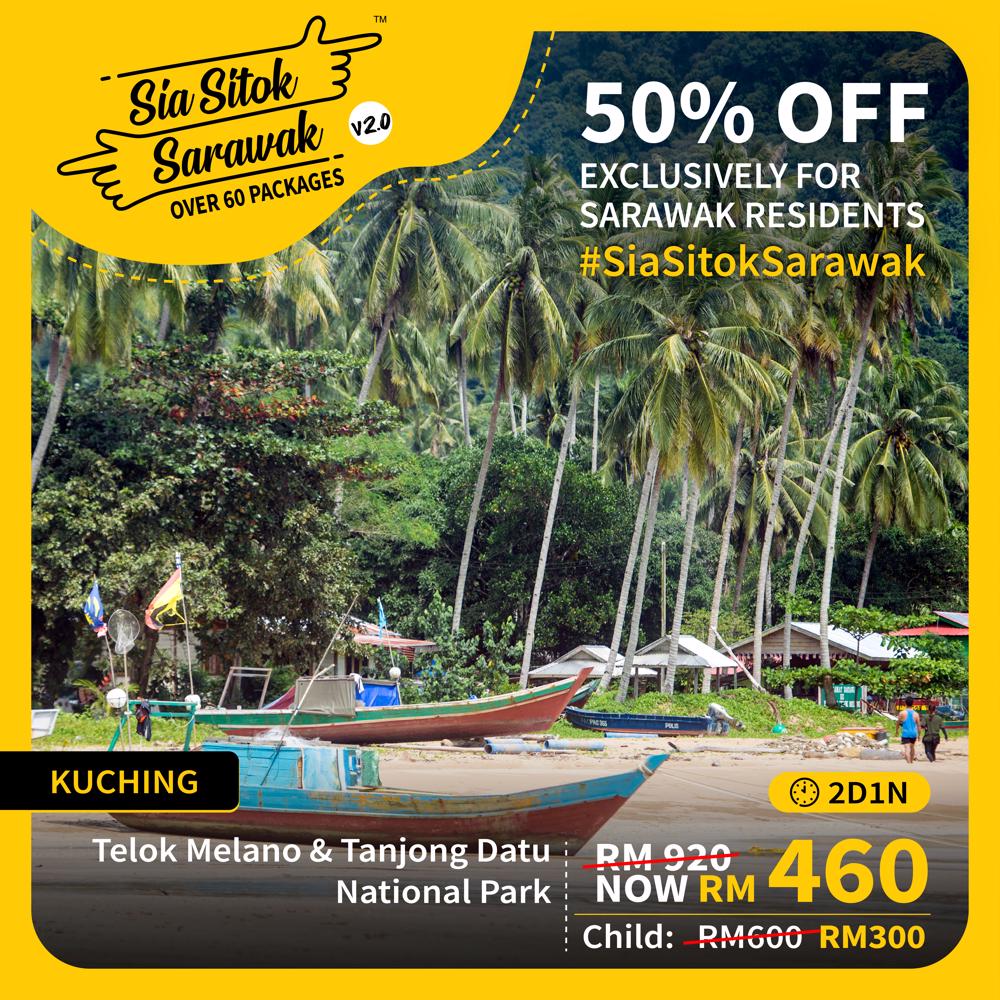 Sia Sitok
Sarawak
TM
v2.0
OVER 60 PACKAGES
50% OFF
EXCLUSIVELY FOR
SARAWAK RESIDENTS
#SiaSitokSarawak
POLIS
KUCHING
2D1N
Telok Melano & Tanjong Datu
National Park
RM 920
NOW RM 460
Child: RM600 RM300